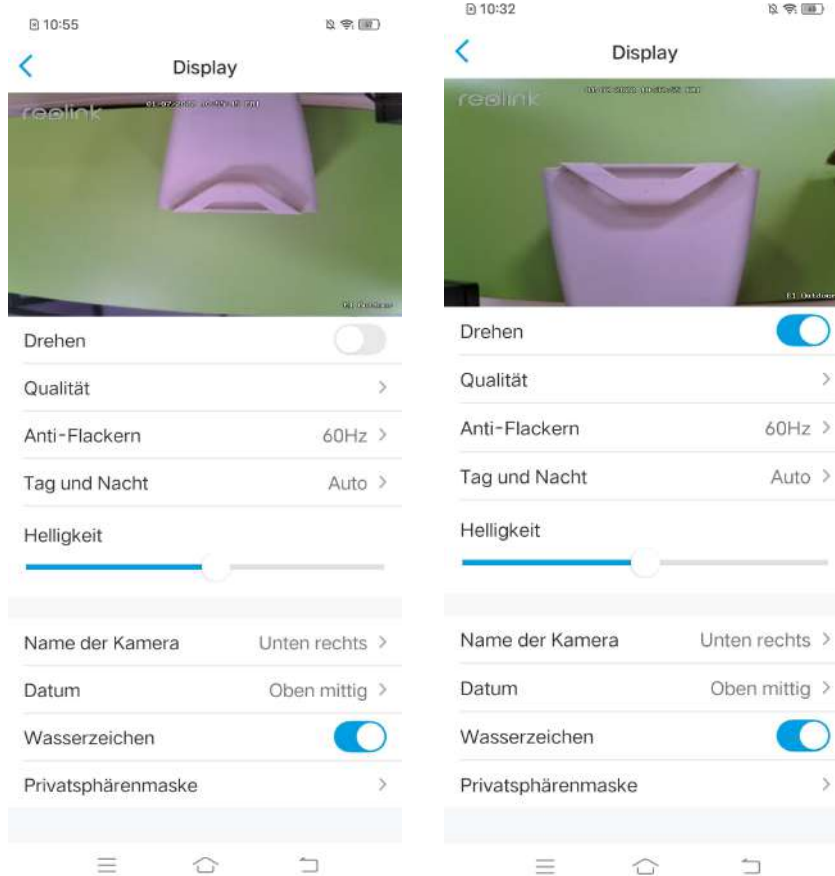 10:55
Display
reolink
Drehen
Qualität
Anti-Flackern 60Hz
Tag und Nacht Auto
Helligkeit
Name der Kamera Unten rechts
Datum Oben mittig
Wasserzeichen
Privatsphärenmaske
10:32
Display
reolink
E1 Outdoor
Drehen
Qualität
Anti-Flackern 60Hz
Tag und Nacht Auto
Helligkeit
Name der Kamera Unten rechts
Datum Oben mittig
Wasserzeichen
Privatsphärenmaske